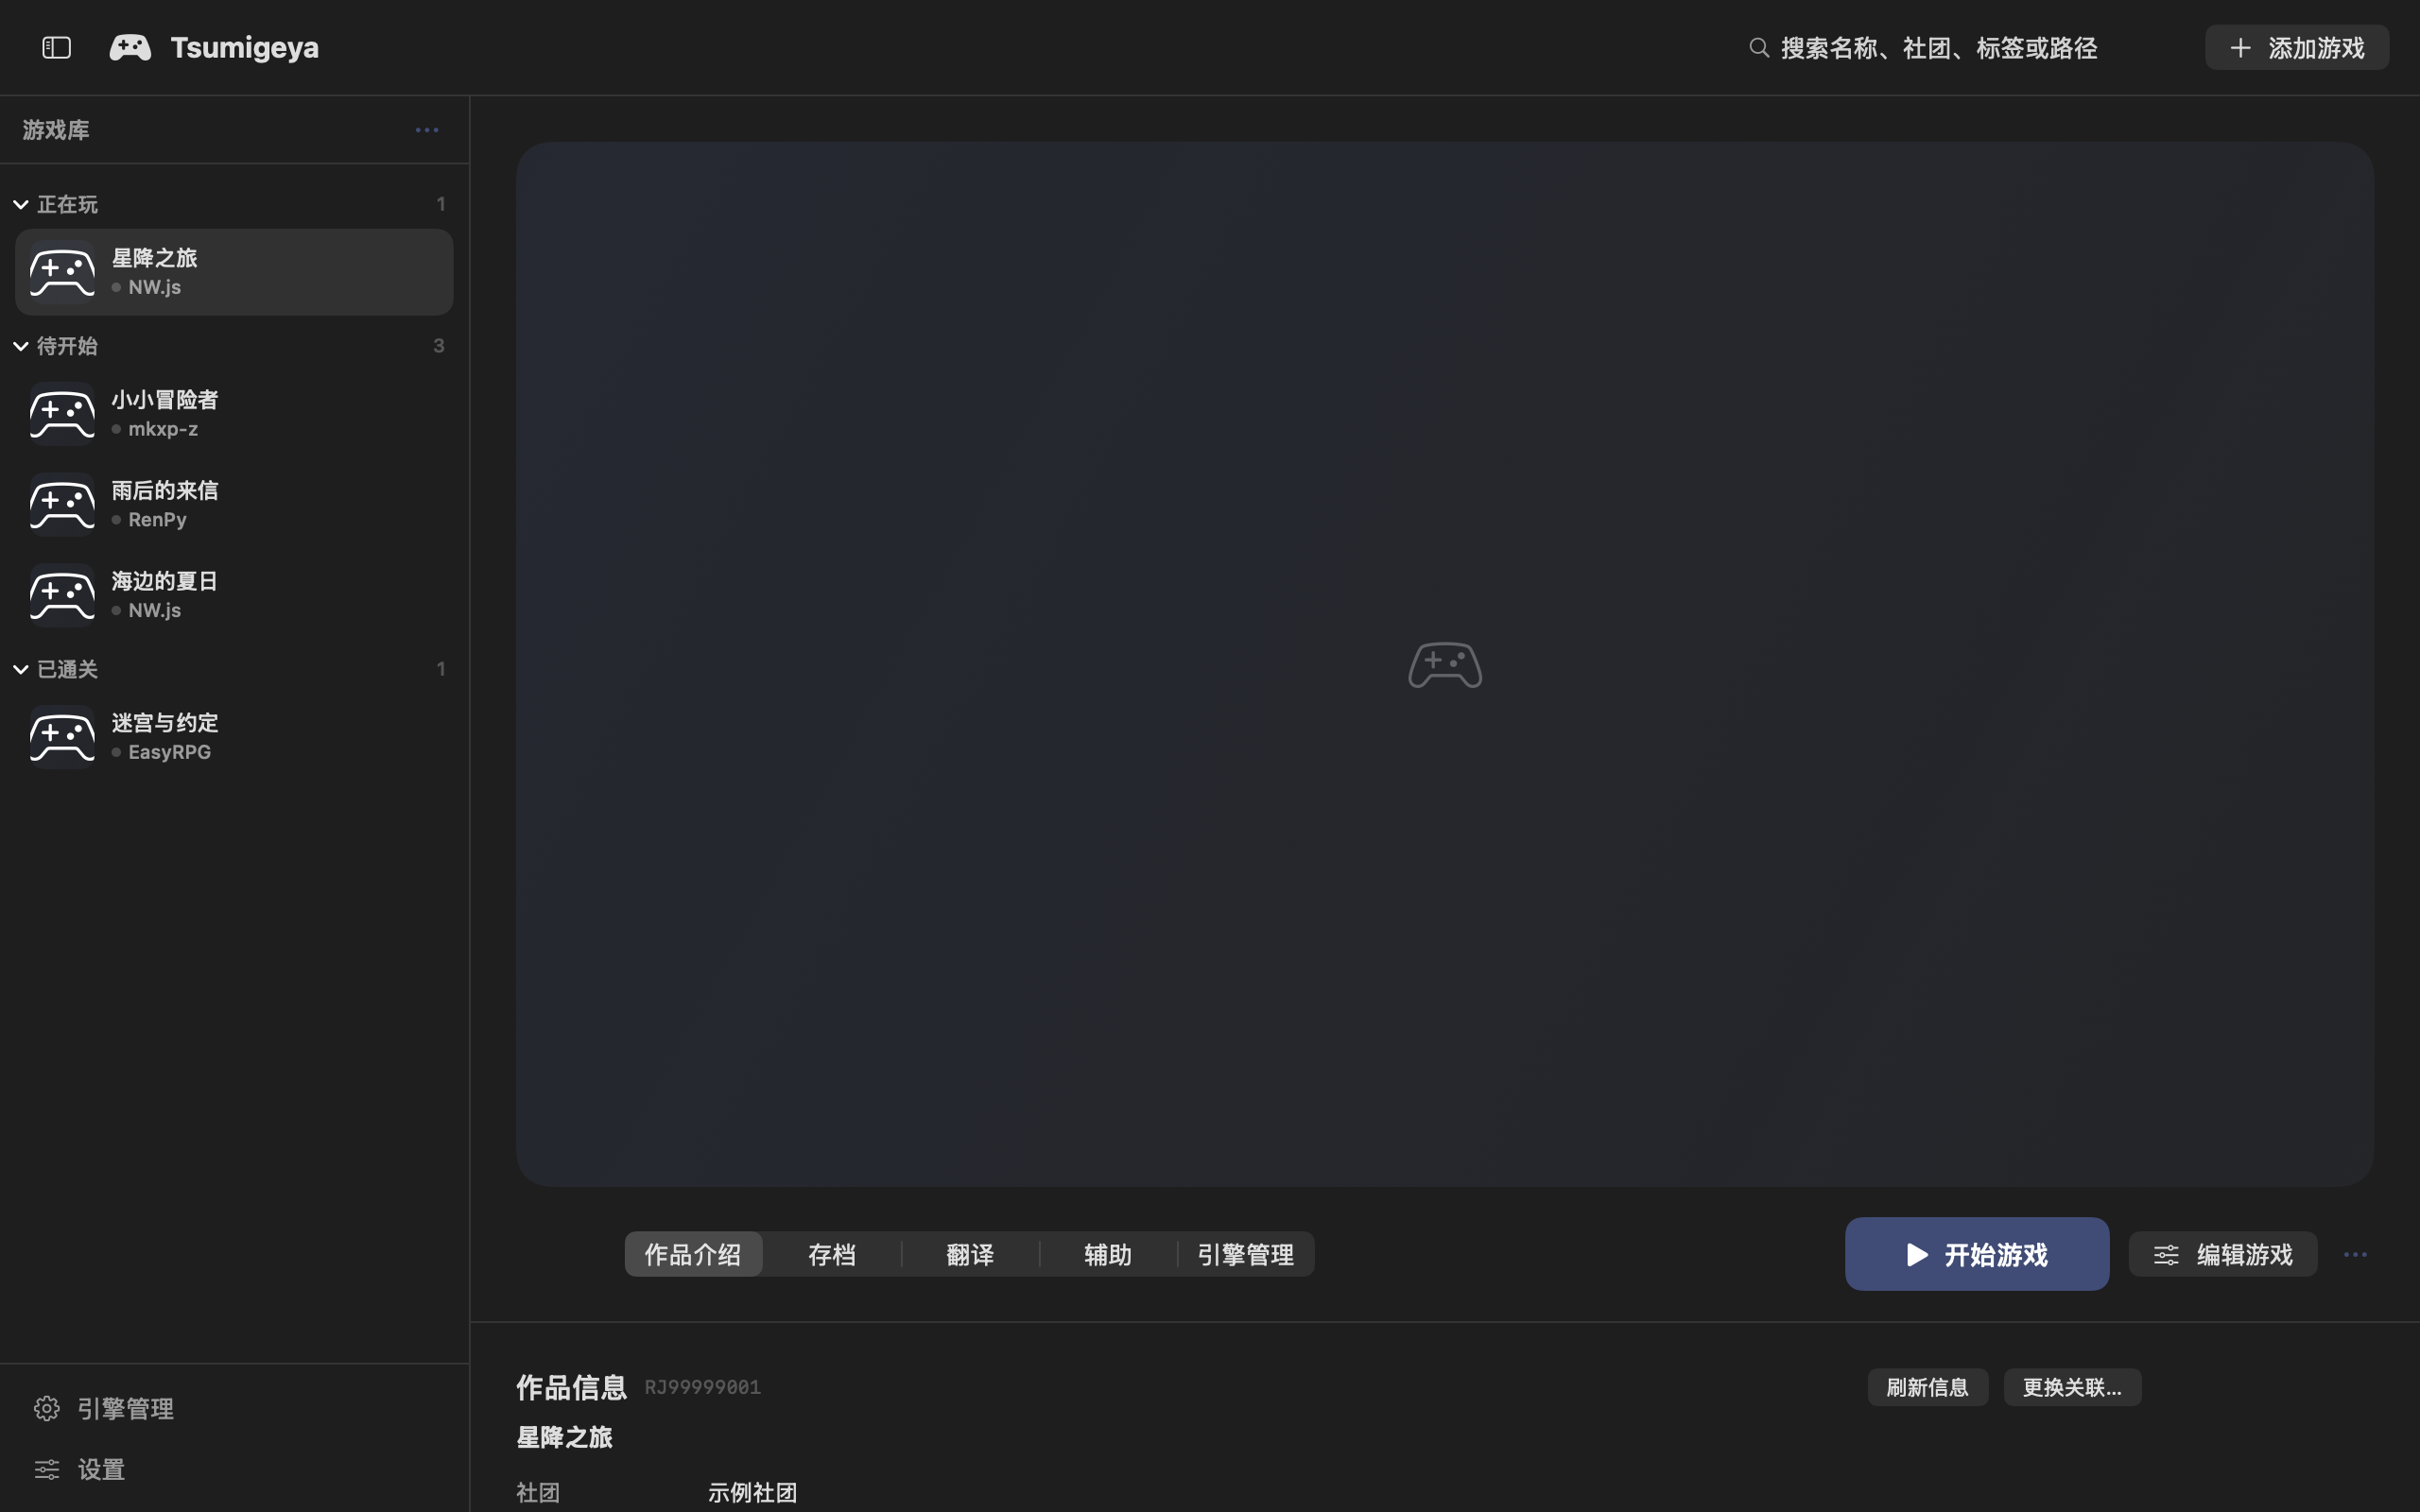 Tsumigeya
搜索名称、社团、标签或路径
添加游戏
游戏库
正在玩 1
星降之旅
NW.js
待开始 3
小小冒险者
mkxp-z
雨后的来信
RenPy
海边的夏日
NW.js
已通关 1
迷宫与约定
EasyRPG
引擎管理
设置
作品介绍 存档 翻译 辅助 引擎管理
开始游戏 编辑游戏
作品信息 RJ99999001
刷新信息 更换关联...
星降之旅
社团 示例社团